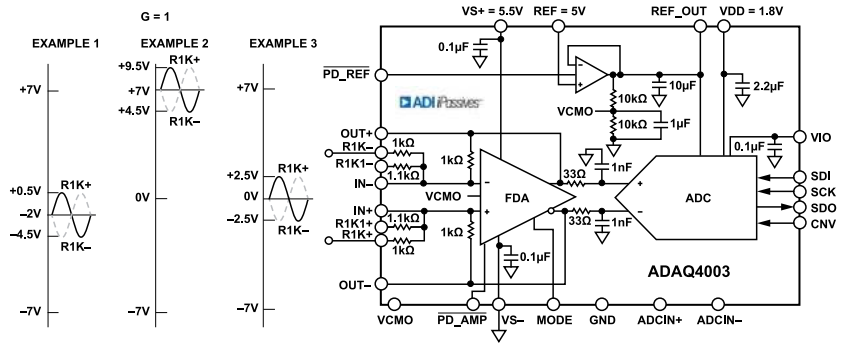 G = 1
EXAMPLE 1
EXAMPLE 2
EXAMPLE 3
+7V
+0.5V
–2V
–4.5V
–7V
R1K+
R1K–
+9.5V
+7V
+4.5V
0V
–7V
R1K+
R1K–
+7V
+2.5V
0V
–2.5V
–7V
R1K+
R1K–
VS+ = 5.5V
REF = 5V
REF_OUT
VDD = 1.8V
0.1µF
PD_REF
ADI iPassives
10kΩ
10µF
2.2µF
VCMO
10kΩ
1µF
VIO
0.1µF
OUT+
R1K–
1kΩ
R1K1–
1.1kΩ
IN–
1kΩ
VCMO
FDA
33Ω
1nF
ADC
SDI
SCK
SDO
CNV
IN+
1.1kΩ
R1K1+
R1K+
1kΩ
1kΩ
33Ω
1nF
0.1µF
OUT–
ADAQ4003
VCMO
PD_AMP
VS–
MODE
GND
ADCIN+
ADCIN–